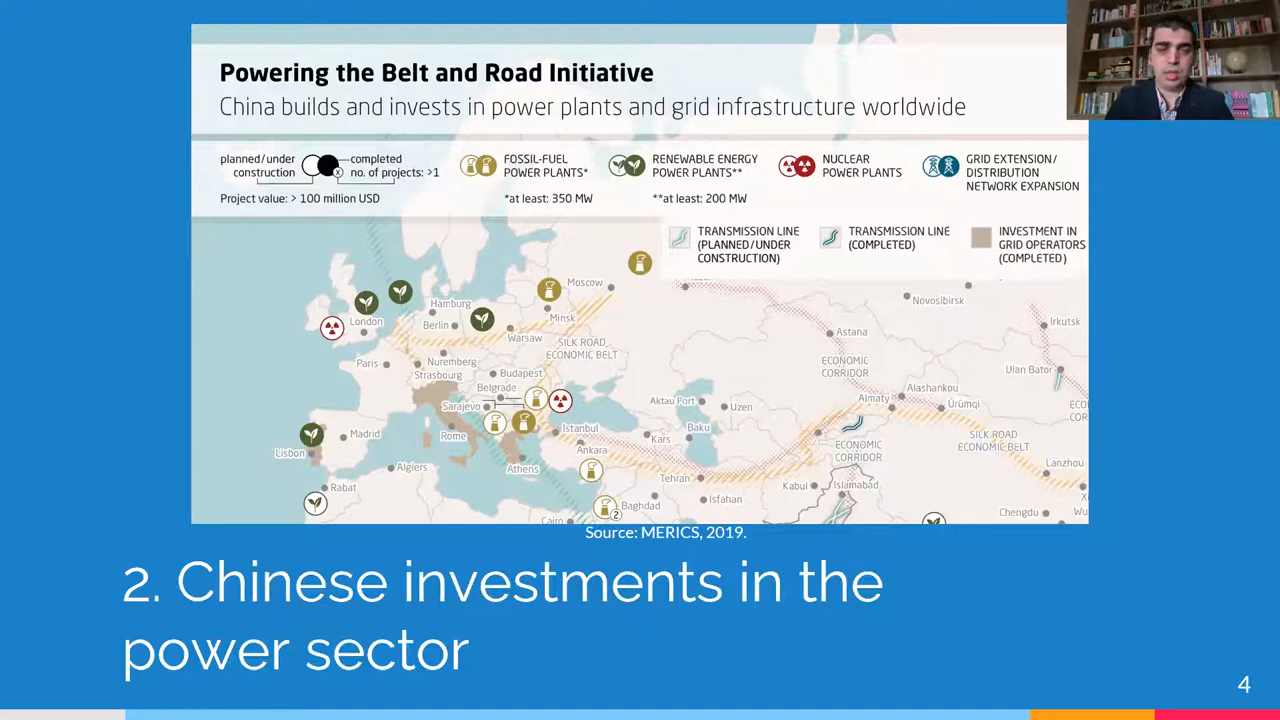 Powering the Belt and Road Initiative
China builds and invests in power plants and grid infrastructure worldwide
planned/under
construction
completed
no. of projects: >1
x
Project value: > 100 million USD
FOSSIL-FUEL
POWER PLANTS*
*at least: 350 MW
RENEWABLE ENERGY
POWER PLANTS**
**at least: 200 MW
NUCLEAR
POWER PLANTS
GRID EXTENSION/
DISTRIBUTION
NETWORK EXPANSION
TRANSMISSION LINE
(PLANNED/UNDER
CONSTRUCTION)
TRANSMISSION LINE
(COMPLETED)
INVESTMENT IN
GRID OPERATORS
(COMPLETED)
Moscow
Novosibirsk
Hamburg
London
Berlin
Minsk
Irkutsk
Warsaw
Astana
SILK ROAD
ECONOMIC BELT
Paris
Nuremberg
Strasbourg
ECONOMIC
CORRIDOR
Ulan Bator
Budapest
Belgrade
Alashankou
Almaty
Ürümqi
Sarajevo
Aktau Port
Uzen
Istanbul
Baku
Madrid
Rome
Kars
SILK ROAD
ECONOMIC BELT
Lisbon
Ankara
ECONOMIC
CORRIDOR
Algiers
Athens
Lanzhou
Tehran
Rabat
Kabul
Islamabad
Baghdad
Isfahan
2
Chengdu
Cairo
Source: MERICS, 2019.
2. Chinese investments in the
power sector
4